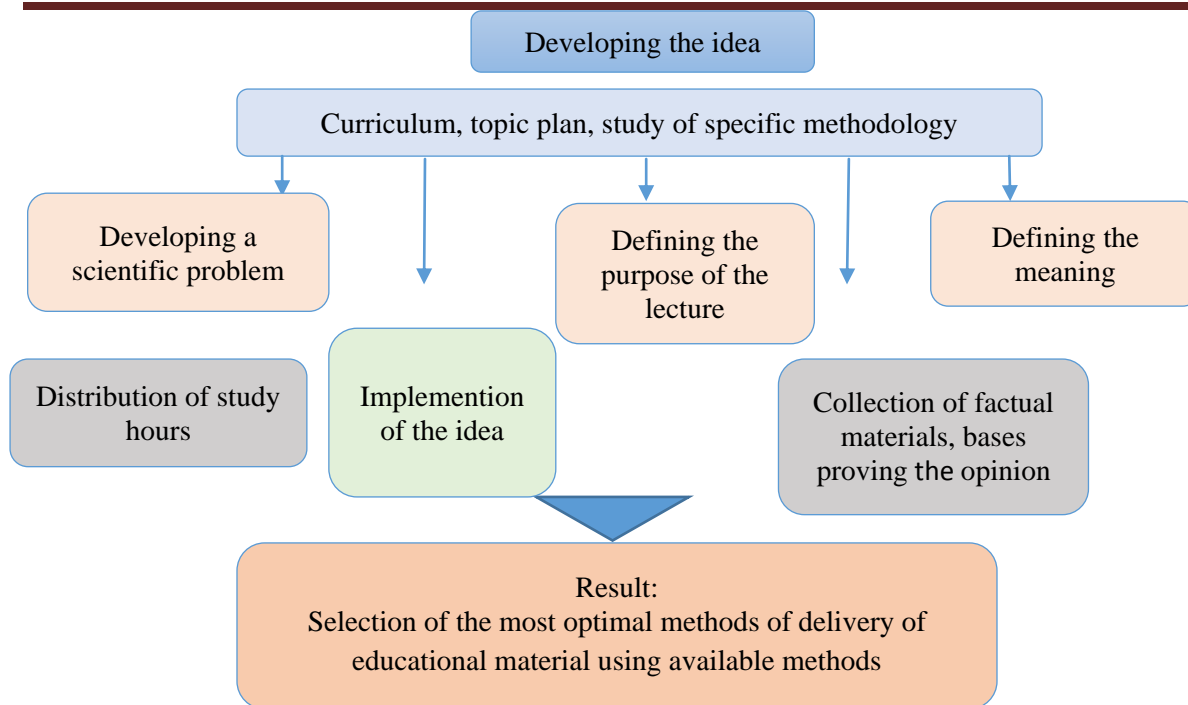 Developing the idea
Curriculum, topic plan, study of specific methodology
Developing a
scientific problem
Defining the
purpose of the
lecture
Defining the
meaning
Distribution of study
hours
Implemention
of the idea
Collection of factual
materials, bases
proving the opinion
Result:
Selection of the most optimal methods of delivery of
educational material using available methods